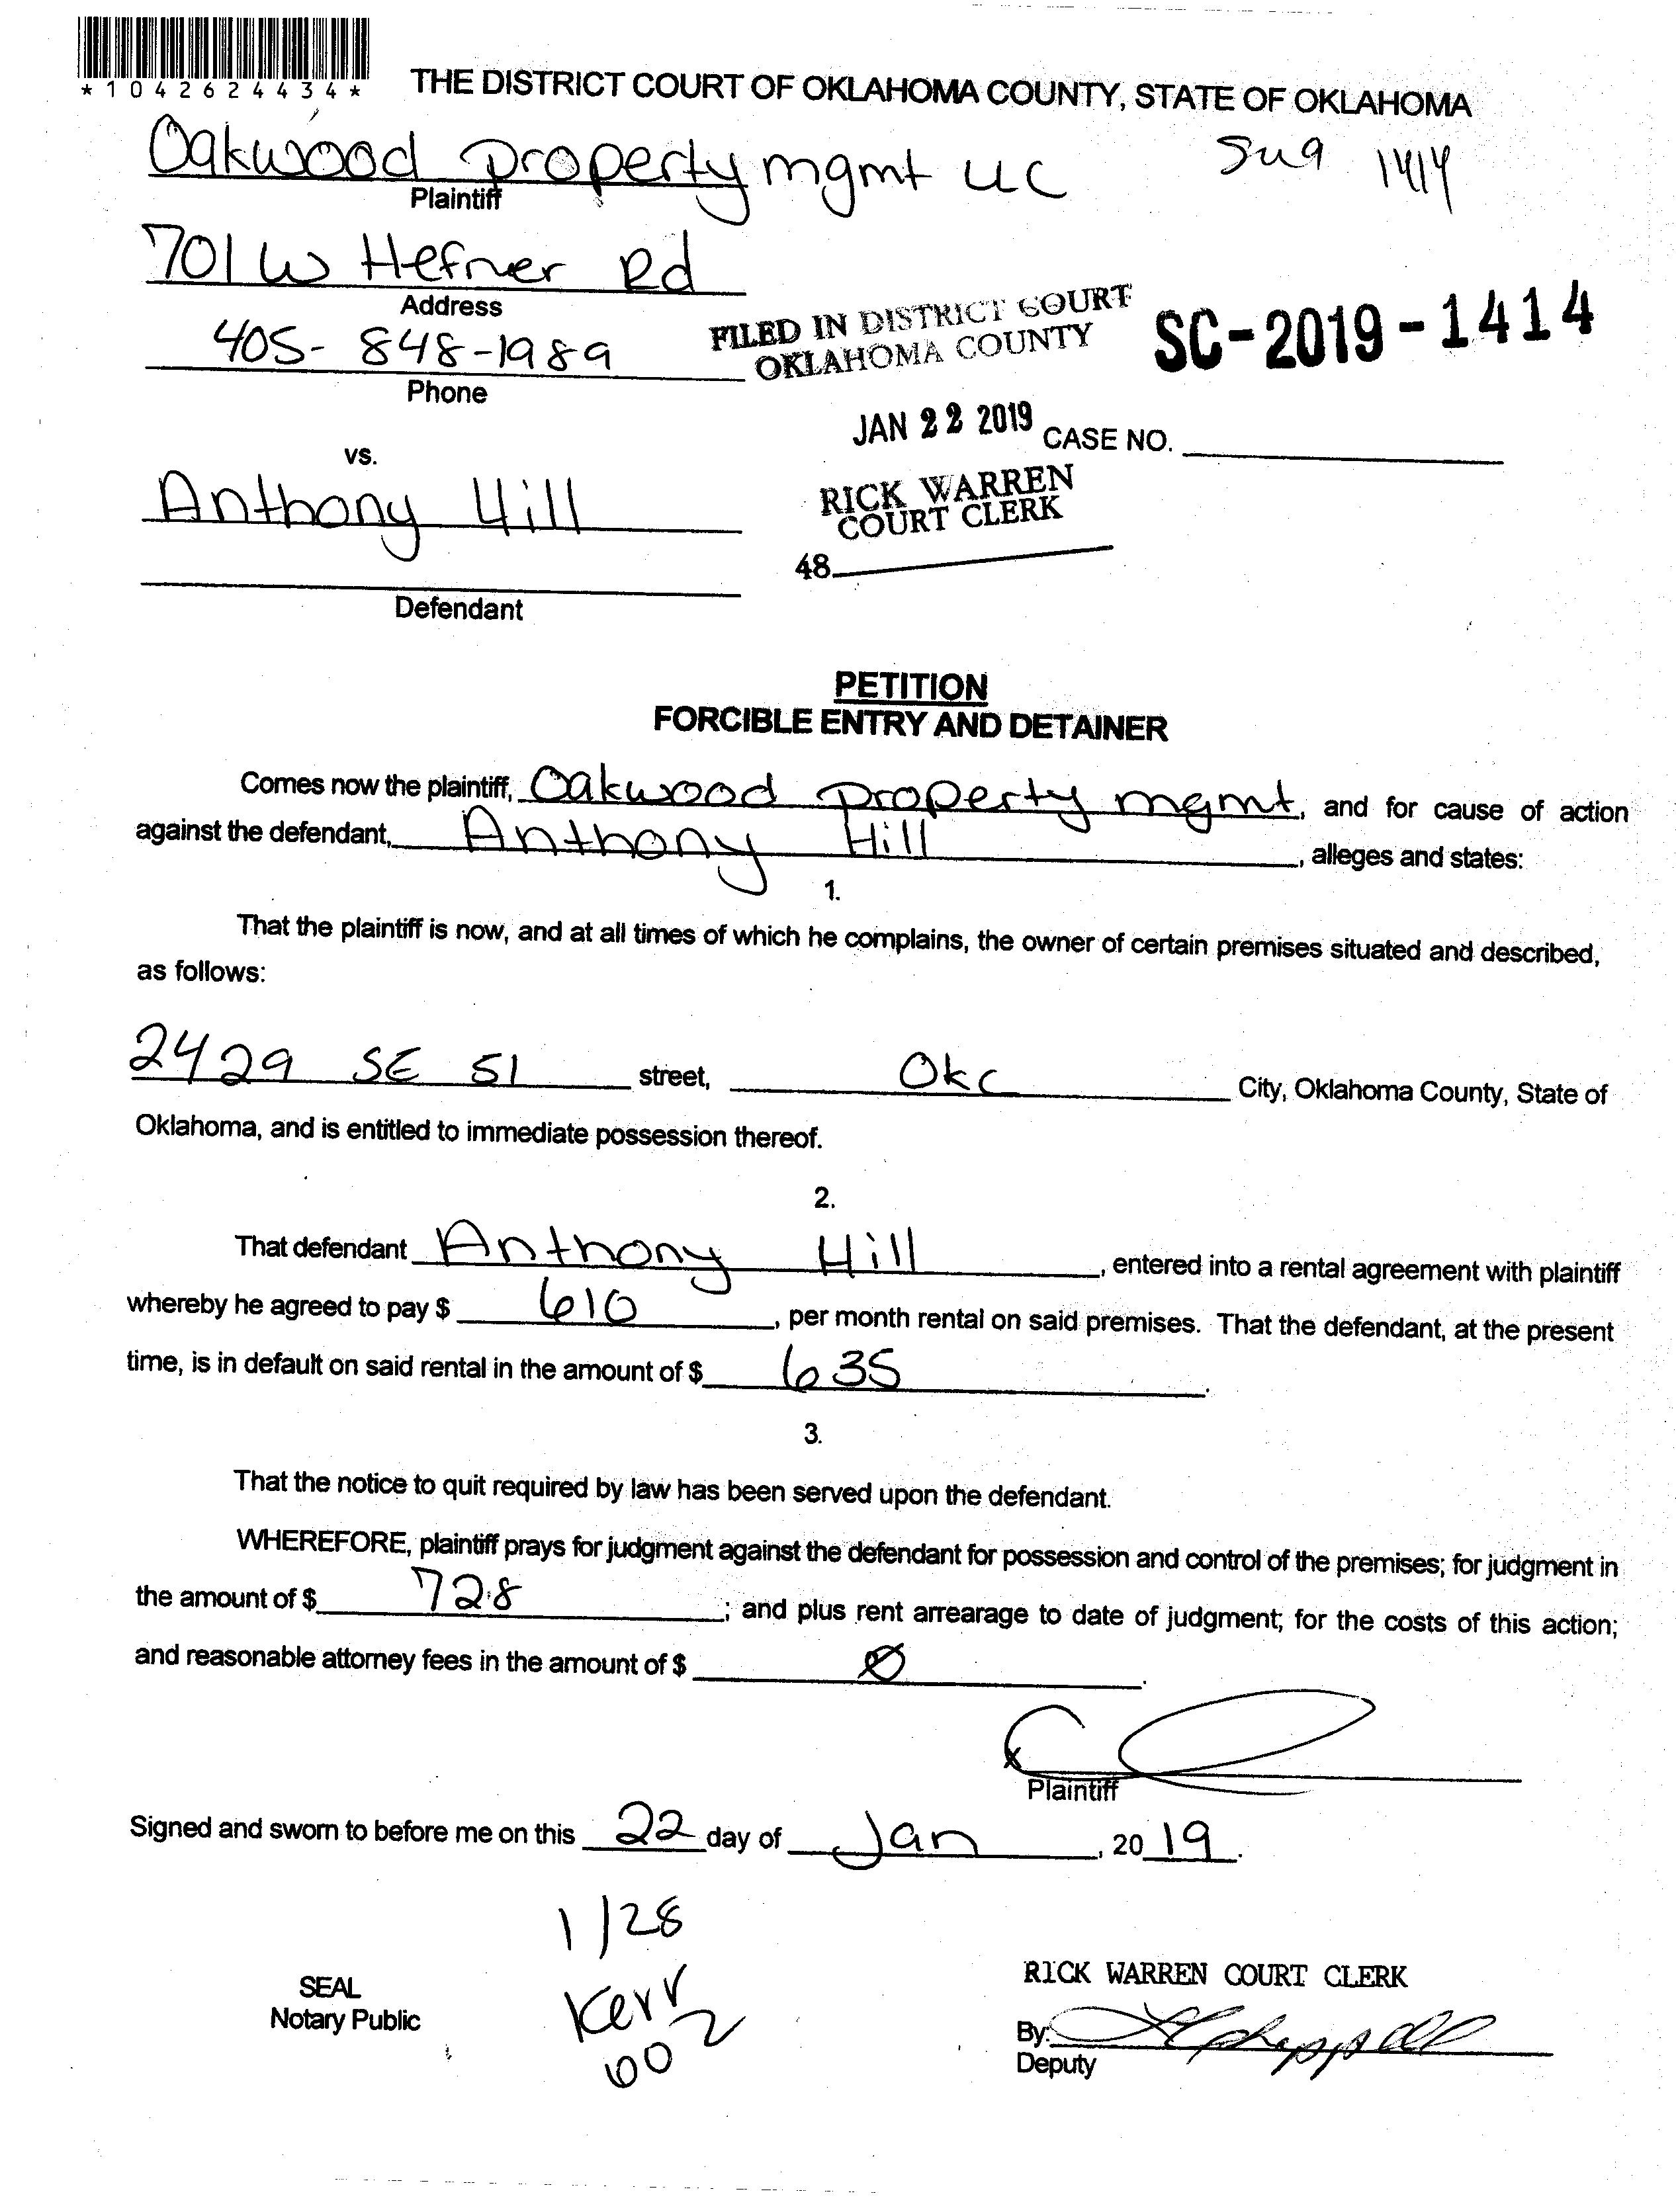 *1042624434*
THE DISTRICT COURT OF OKLAHOMA COUNTY, STATE OF OKLAHOMA
Oakwood property mgmt LLC
Plaintiff
1414
701 W Hefner Rd
Address
405-848-1989
Phone
FILED IN DISTRICT COURT
OKLAHOMA COUNTY
SC-2019-1414
JAN 22 2019
CASE NO.
vs.
Anthony Hill
RICK WARREN
COURT CLERK
48
Defendant
PETITION
FORCIBLE ENTRY AND DETAINER
Comes now the plaintiff, Oakwood property mgmt, and for cause of action
against the defendant, Anthony Hill, alleges and states:
1.
That the plaintiff is now, and at all times of which he complains, the owner of certain premises situated and described,
as follows:
2429 SE 51 street, OKC City, Oklahoma County, State of
Oklahoma, and is entitled to immediate possession thereof.
2.
That defendant Anthony Hill, entered into a rental agreement with plaintiff
whereby he agreed to pay $ 610, per month rental on said premises. That the defendant, at the present
time, is in default on said rental in the amount of $ 635.
3.
That the notice to quit required by law has been served upon the defendant.
WHEREFORE, plaintiff prays for judgment against the defendant for possession and control of the premises; for judgment in
the amount of $ 728; and plus rent arrearage to date of judgment; for the costs of this action;
and reasonable attorney fees in the amount of $ Ø.
x
Plaintiff
Signed and sworn to before me on this 22 day of Jan, 2019.
1/28
SEAL
Notary Public
Kerr
602
RICK WARREN COURT CLERK
By:
Deputy